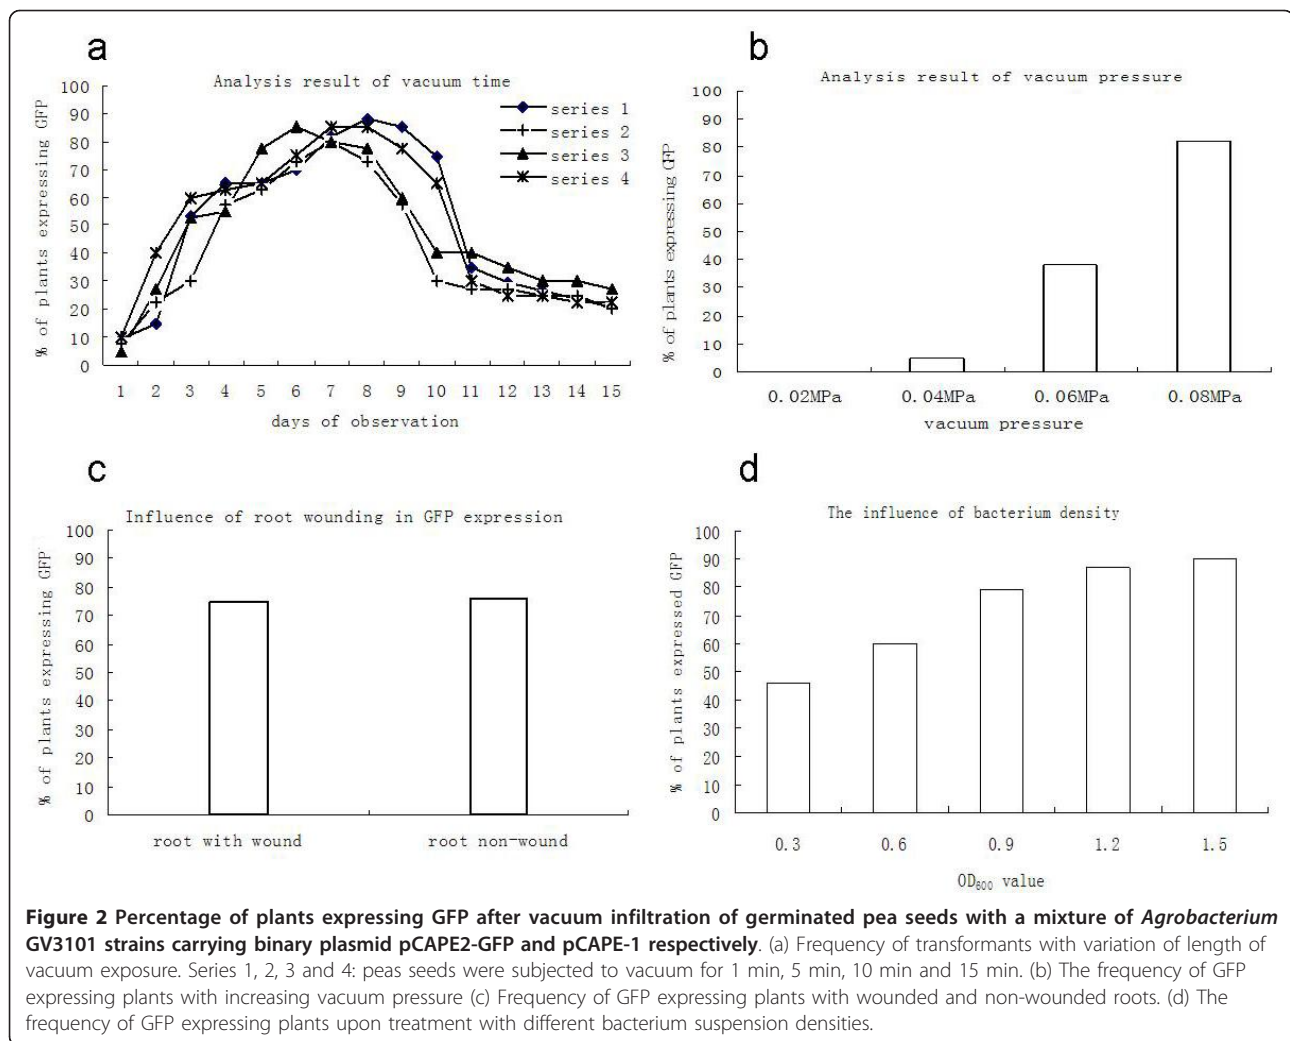 a
Analysis result of vacuum time
% of plants expressing GFP
100
90
80
70
60
50
40
30
20
10
0
series 1
series 2
series 3
series 4
1 2 3 4 5 6 7 8 9 10 11 12 13 14 15
days of observation
b
Analysis result of vacuum pressure
% of plants expressing GFP
100
90
80
70
60
50
40
30
20
10
0
0.02MPa 0.04MPa 0.06MPa 0.08MPa
vacuum pressure
c
Influence of root wounding in GFP expression
% of plants expressing GFP
100
90
80
70
60
50
40
30
20
10
0
root with wound root non-wound
d
The influence of bacterium density
% of plants expressed GFP
100
90
80
70
60
50
40
30
20
10
0
0.3 0.6 0.9 1.2 1.5
OD600 value
Figure 2 Percentage of plants expressing GFP after vacuum infiltration of germinated pea seeds with a mixture of Agrobacterium
GV3101 strains carrying binary plasmid pCAPE2-GFP and pCAPE-1 respectively. (a) Frequency of transformants with variation of length of
vacuum exposure. Series 1, 2, 3 and 4: peas seeds were subjected to vacuum for 1 min, 5 min, 10 min and 15 min. (b) The frequency of GFP
expressing plants with increasing vacuum pressure (c) Frequency of GFP expressing plants with wounded and non-wounded roots. (d) The
frequency of GFP expressing plants upon treatment with different bacterium suspension densities.